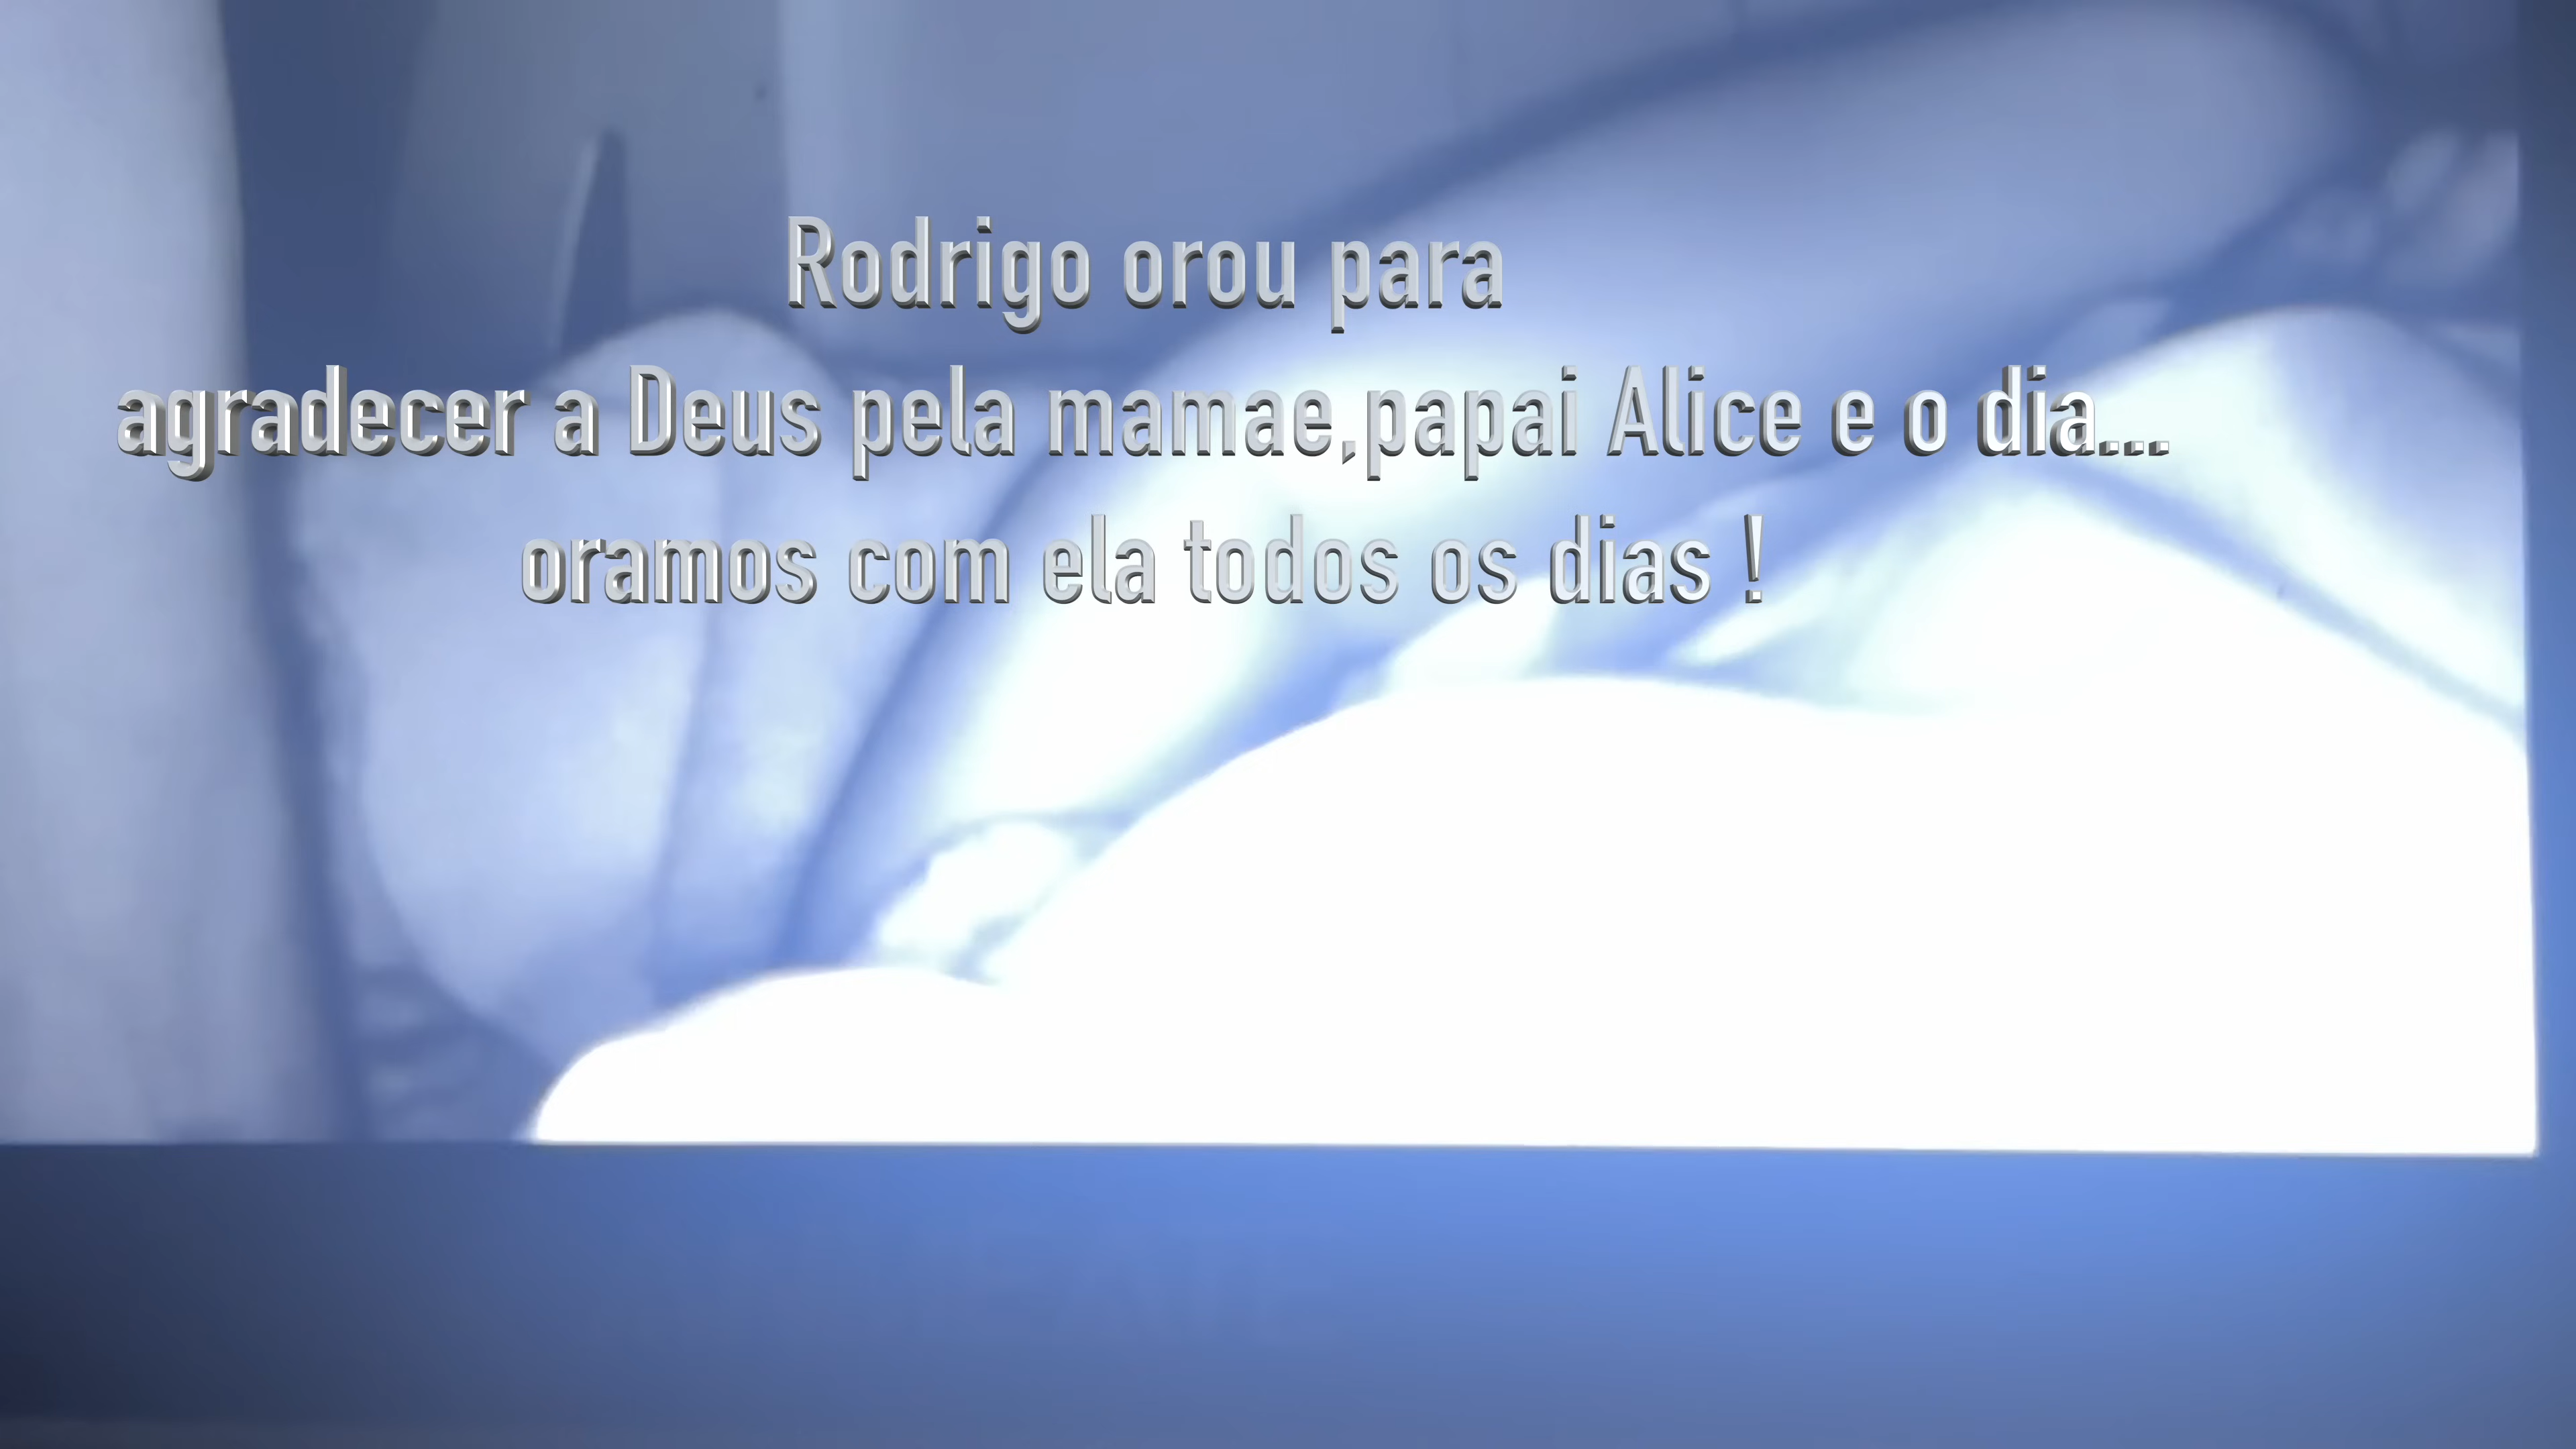 Rodrigo orou para
agradecer a Deus pela mamae,papai Alice e o dia...
oramos com ela todos os dias !